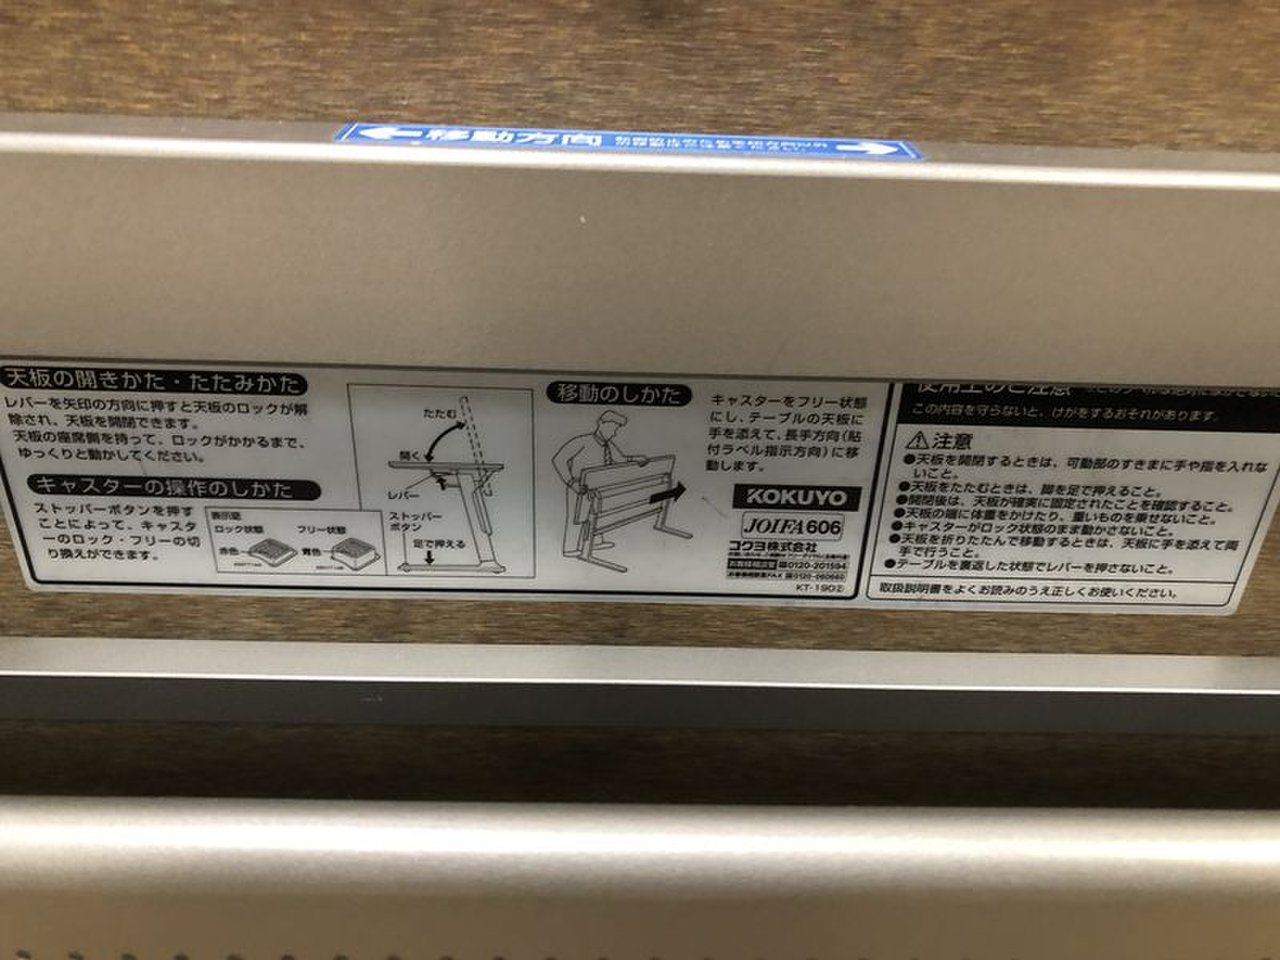 移動方向
天板の開きかた・たたみかた
レバーを矢印の方向に押すと天板のロックが解
除され、天板を開閉できます。
天板の座席側を持って、ロックがかかるまで、
ゆっくりと動かしてください。
キャスターの操作のしかた
ストッパーボタンを押す
ことによって、キャスタ
ーのロック・フリーの切
り換えができます。
表示足
ロック状態
フリー状態
赤色
青色
たたむ
開く
レバー
ストッパー
ボタン
足で押える
移動のしかた
キャスターをフリー状態
にし、テーブルの天板に
手を添えて、長手方向(貼
付ラベル指示方向)に移
動します。
KOKUYO
JOIFA606
コクヨ株式会社
お客様相談室 0120-201594
0120-060660
KT-190②
使用上のご注意
この内容を守らないと、けがをするおそれがあります。
⚠注意
●天板を開閉するときは、可動部のすきまに手や指を入れな
いこと。
●天板をたたむときは、脚を足で押えること。
●開閉後は、天板が確実に固定されたことを確認すること。
●天板の端に体重をかけたり、重いものを乗せないこと。
●キャスターがロック状態のまま動かさないこと。
●天板を折りたたんで移動するときは、天板に手を添えて両
手で行うこと。
●テーブルを裏返した状態でレバーを押さないこと。
取扱説明書をよくお読みのうえ正しくお使いください。